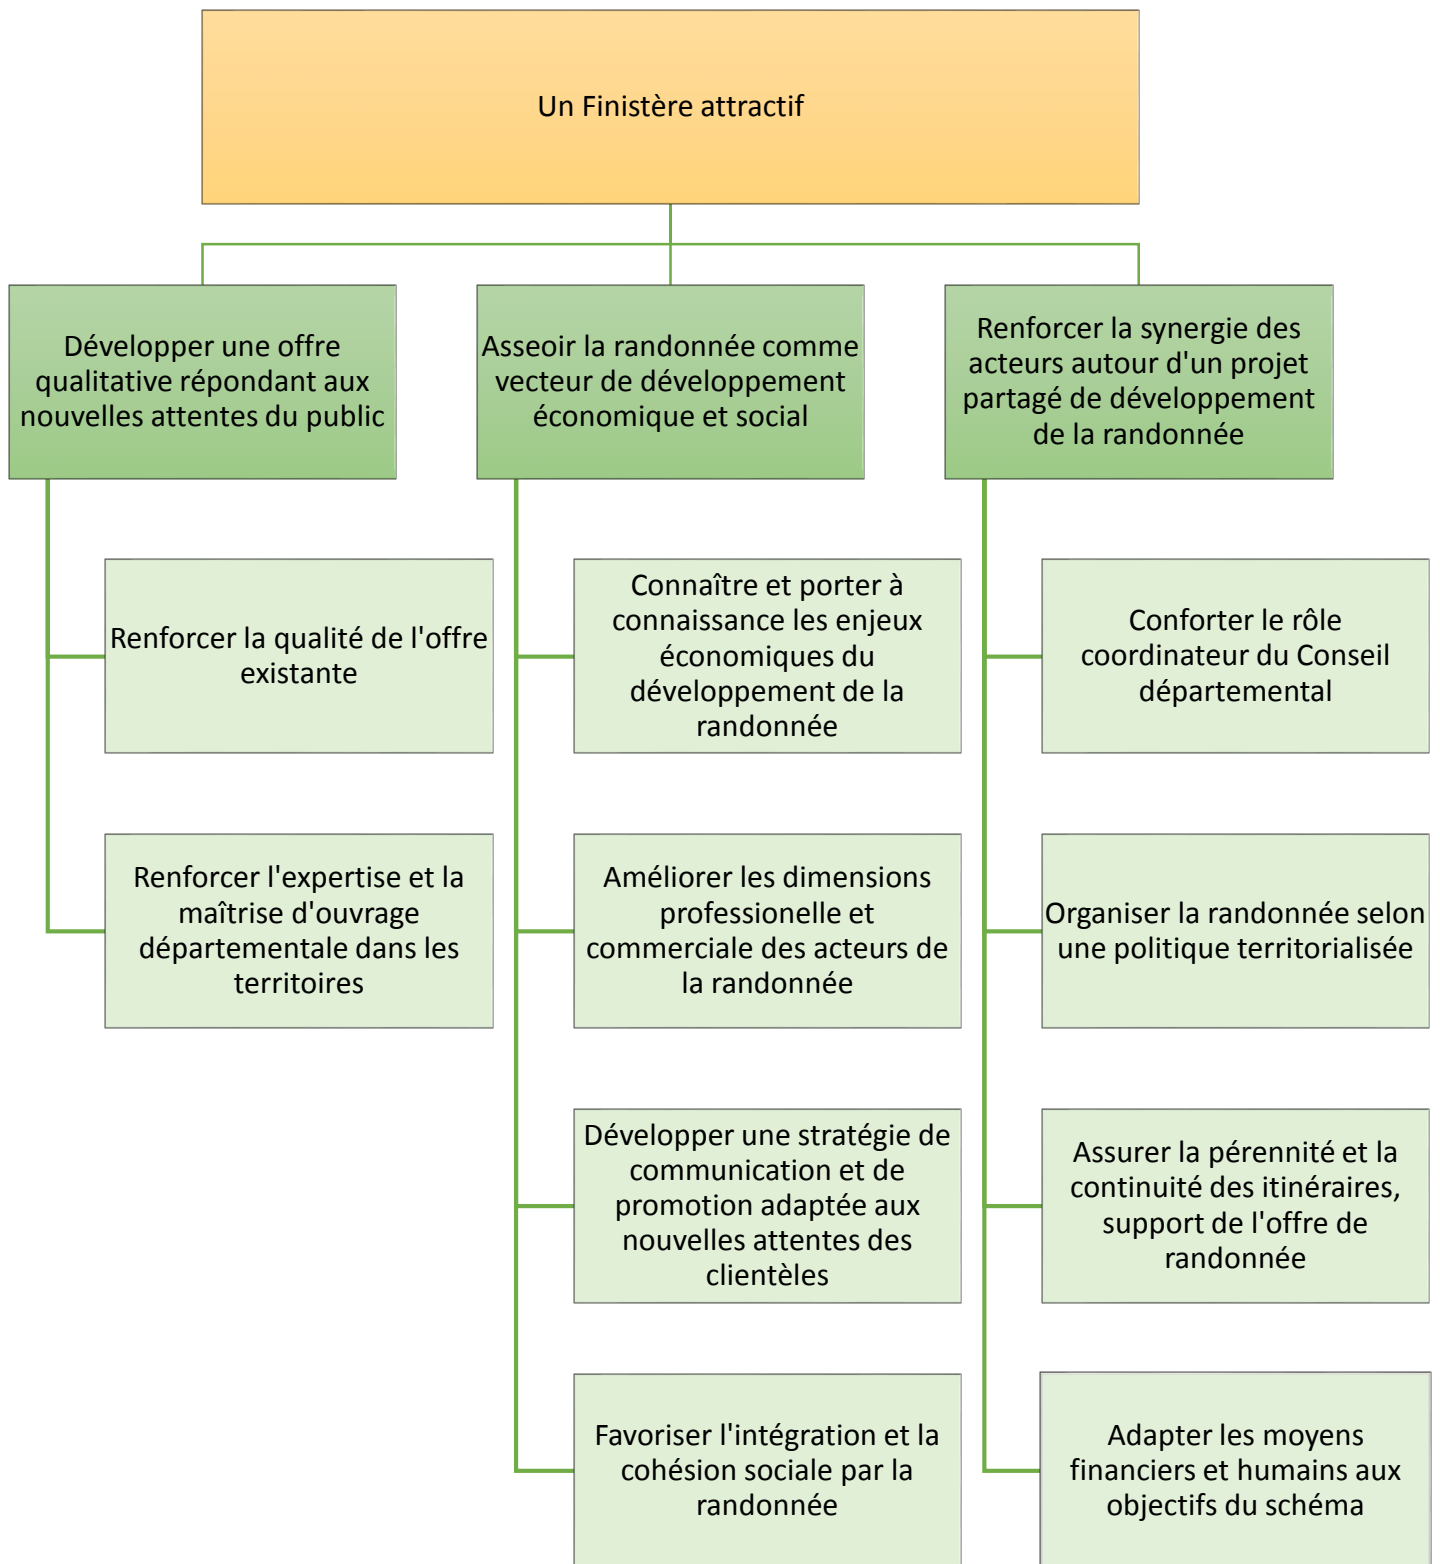 Un Finistère attractif
Développer une offre
qualitative répondant aux
nouvelles attentes du public
Renforcer la qualité de l'offre
existante
Renforcer l'expertise et la
maîtrise d'ouvrage
départementale dans les
territoires
Asseoir la randonnée comme
vecteur de développement
économique et social
Connaître et porter à
connaissance les enjeux
économiques du
développement de la
randonnée
Améliorer les dimensions
professionelle et
commerciale des acteurs de
la randonnée
Développer une stratégie de
communication et de
promotion adaptée aux
nouvelles attentes des
clientèles
Favoriser l'intégration et la
cohésion sociale par la
randonnée
Renforcer la synergie des
acteurs autour d'un projet
partagé de développement
de la randonnée
Conforter le rôle
coordinateur du Conseil
départemental
Organiser la randonnée selon
une politique territorialisée
Assurer la pérennité et la
continuité des itinéraires,
support de l'offre de
randonnée
Adapter les moyens
financiers et humains aux
objectifs du schéma